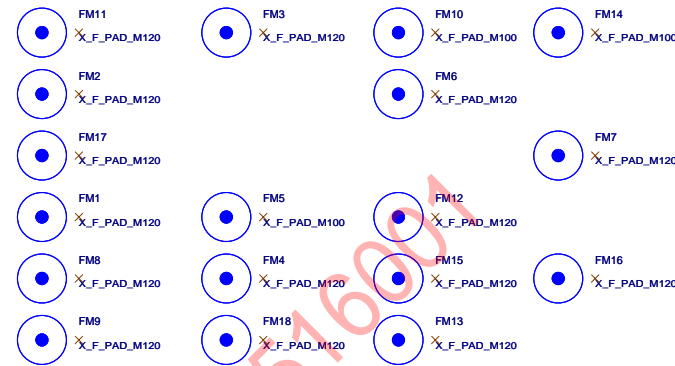 FM11
X_F_PAD_M120
FM3
X_F_PAD_M120
FM10
X_F_PAD_M100
FM14
X_F_PAD_M100
FM2
X_F_PAD_M120
FM6
X_F_PAD_M120
FM17
X_F_PAD_M120
FM7
X_F_PAD_M120
FM1
X_F_PAD_M120
FM5
X_F_PAD_M100
FM12
X_F_PAD_M120
FM8
X_F_PAD_M120
FM4
X_F_PAD_M120
FM15
X_F_PAD_M120
FM16
X_F_PAD_M120
FM9
X_F_PAD_M120
FM18
X_F_PAD_M120
FM13
X_F_PAD_M120
516001